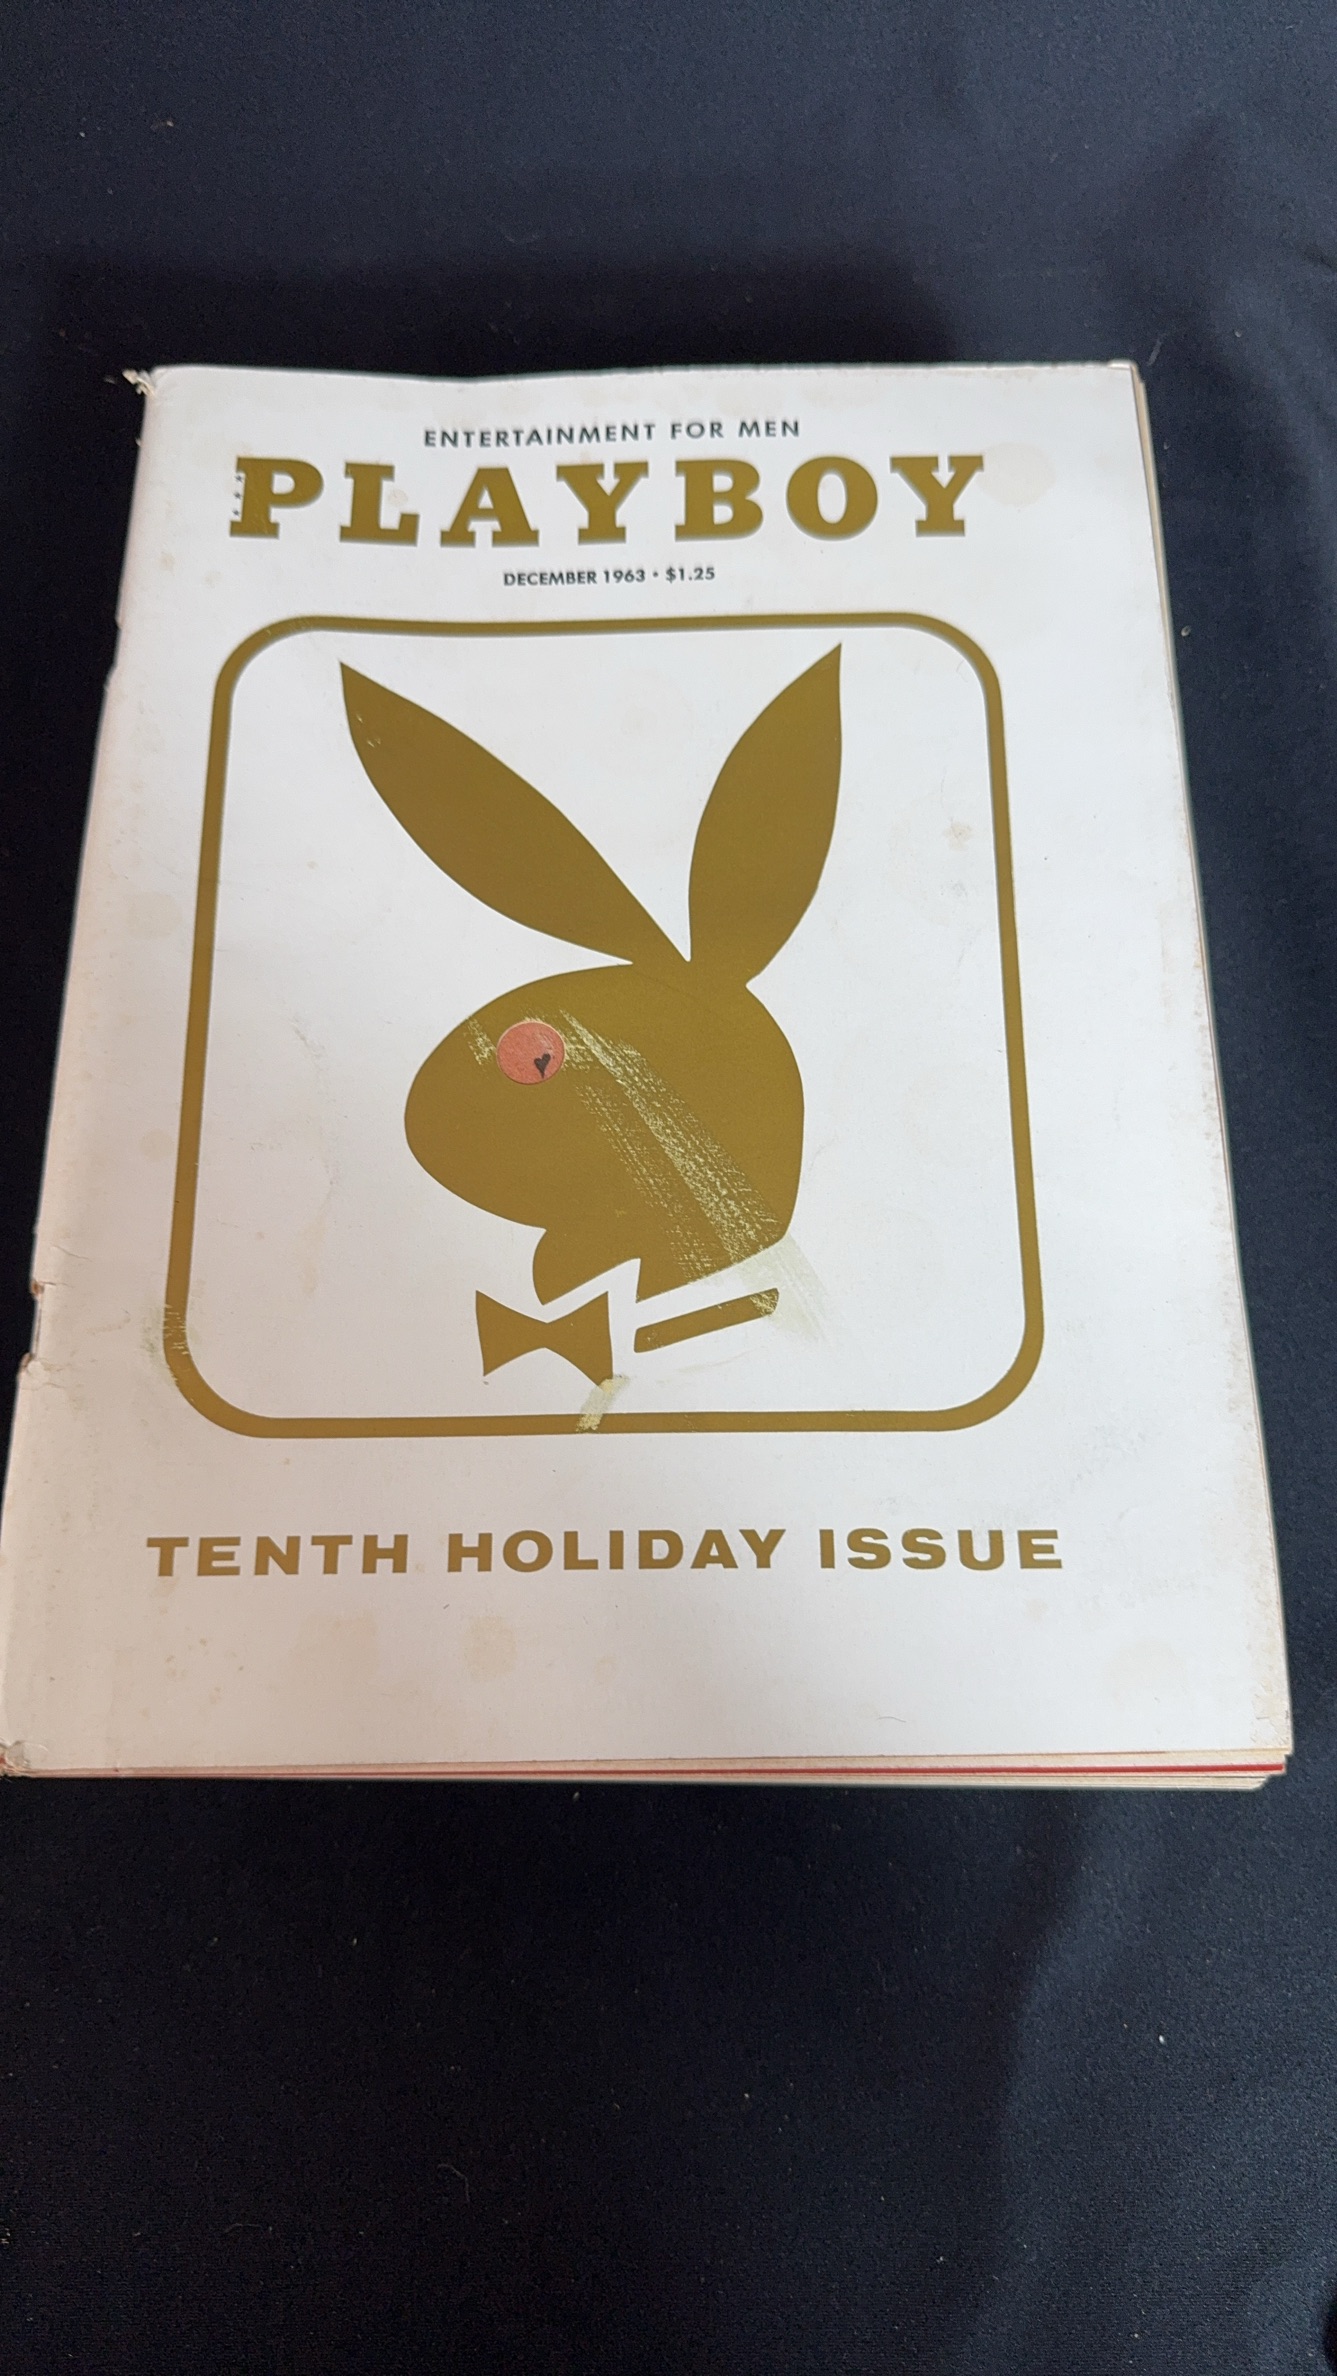 ENTERTAINMENT FOR MEN
PLAYBOY
DECEMBER 1963 • $1.25
TENTH HOLIDAY ISSUE